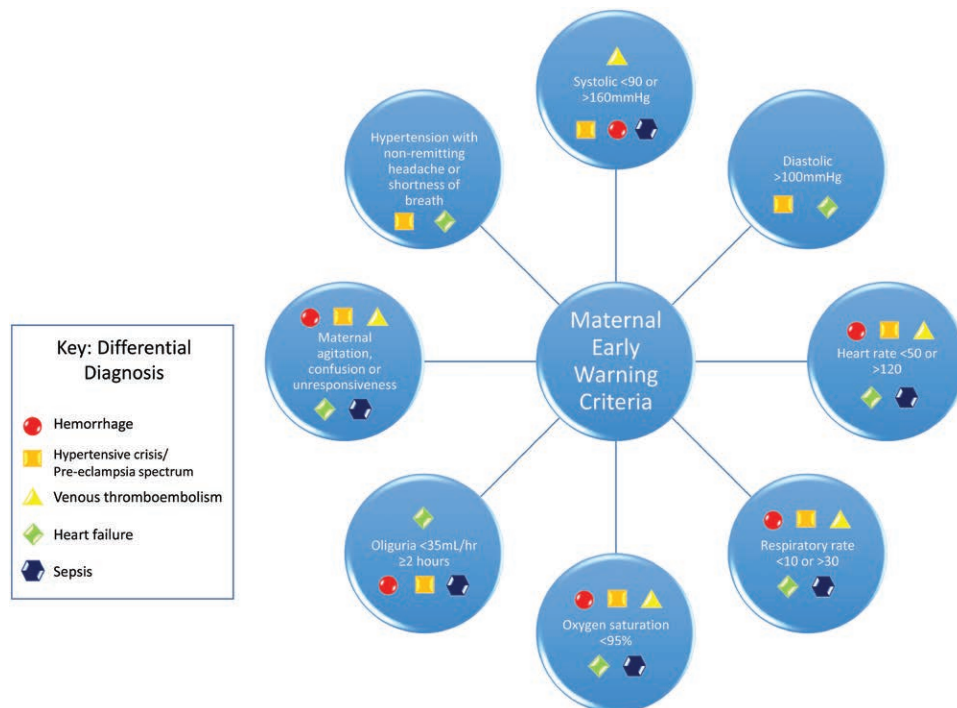 Systolic <90 or
>160mmHg
Hypertension with
non-remitting
headache or
shortness of
breath
Diastolic
>100mmHg
Maternal
agitation,
confusion or
unresponsiveness
Maternal
Early
Warning
Criteria
Heart rate <50 or
>120
Oliguria <35mL/hr
≥2 hours
Respiratory rate
<10 or >30
Oxygen saturation
<95%
Key: Differential
Diagnosis
Hemorrhage
Hypertensive crisis/
Pre-eclampsia spectrum
Venous thromboembolism
Heart failure
Sepsis